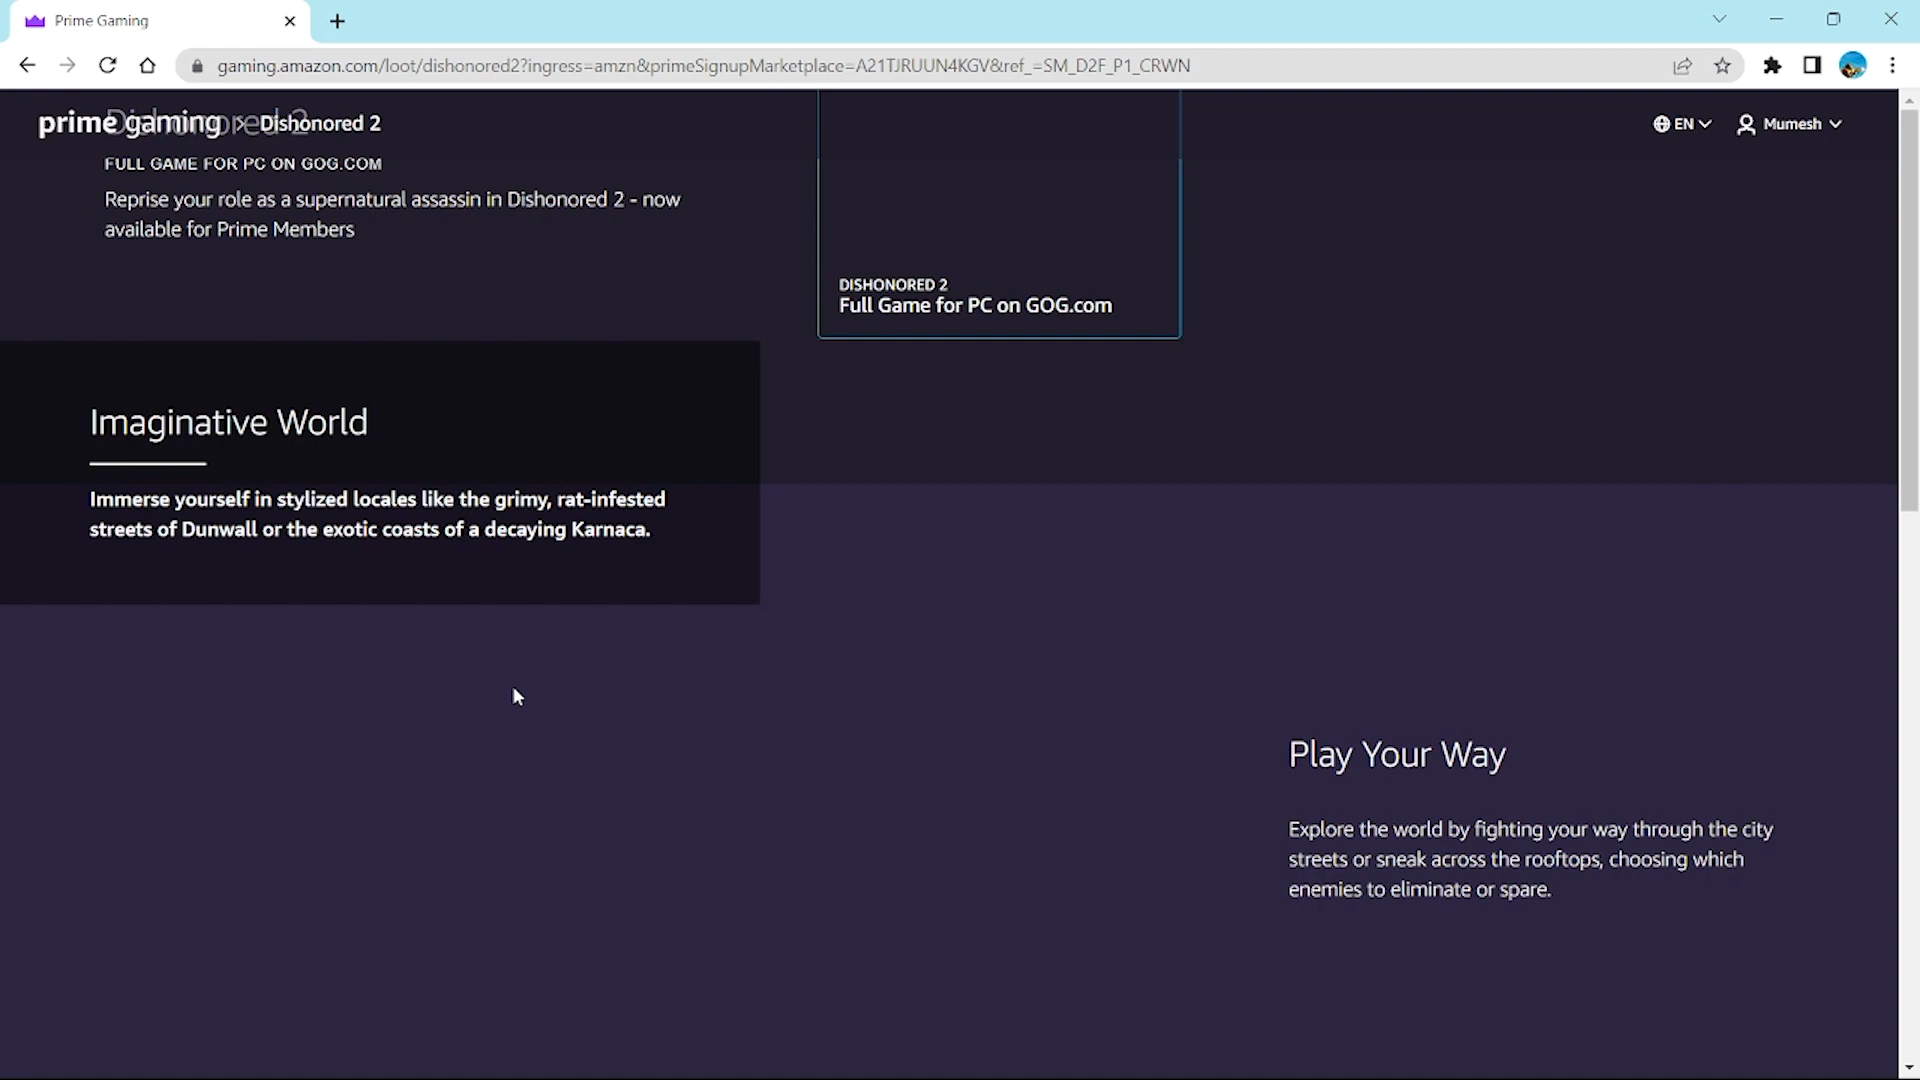 Prime Gaming
gaming.amazon.com/loot/dishonored2?ingress=amzn&primeSignupMarketplace=A21TJRUUN4KGV&ref_=SM_D2F_P1_CRWN
prime gaming > Dishonored 2
EN
Mumesh
Dishonored 2
FULL GAME FOR PC ON GOG.COM
Reprise your role as a supernatural assassin in Dishonored 2 - now
available for Prime Members
DISHONORED 2
Full Game for PC on GOG.com
Imaginative World
Immerse yourself in stylized locales like the grimy, rat-infested
streets of Dunwall or the exotic coasts of a decaying Karnaca.
Play Your Way
Explore the world by fighting your way through the city
streets or sneak across the rooftops, choosing which
enemies to eliminate or spare.